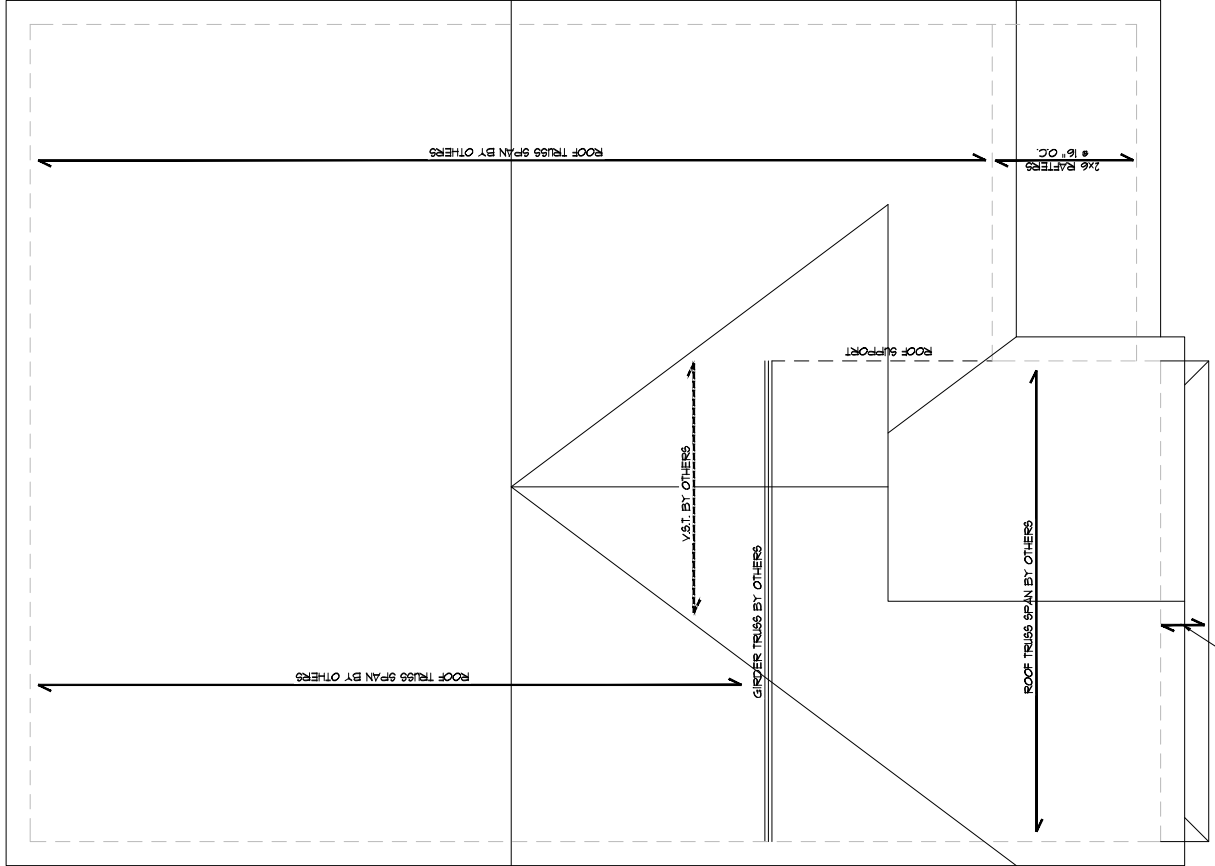 ROOF TRUSS SPAN BY OTHERS
2x6 RAFTERS
@ 16" O.C.
ROOF SUPPORT
V.S.T. BY OTHERS
GIRDER TRUSS BY OTHERS
ROOF TRUSS SPAN BY OTHERS
ROOF TRUSS SPAN BY OTHERS